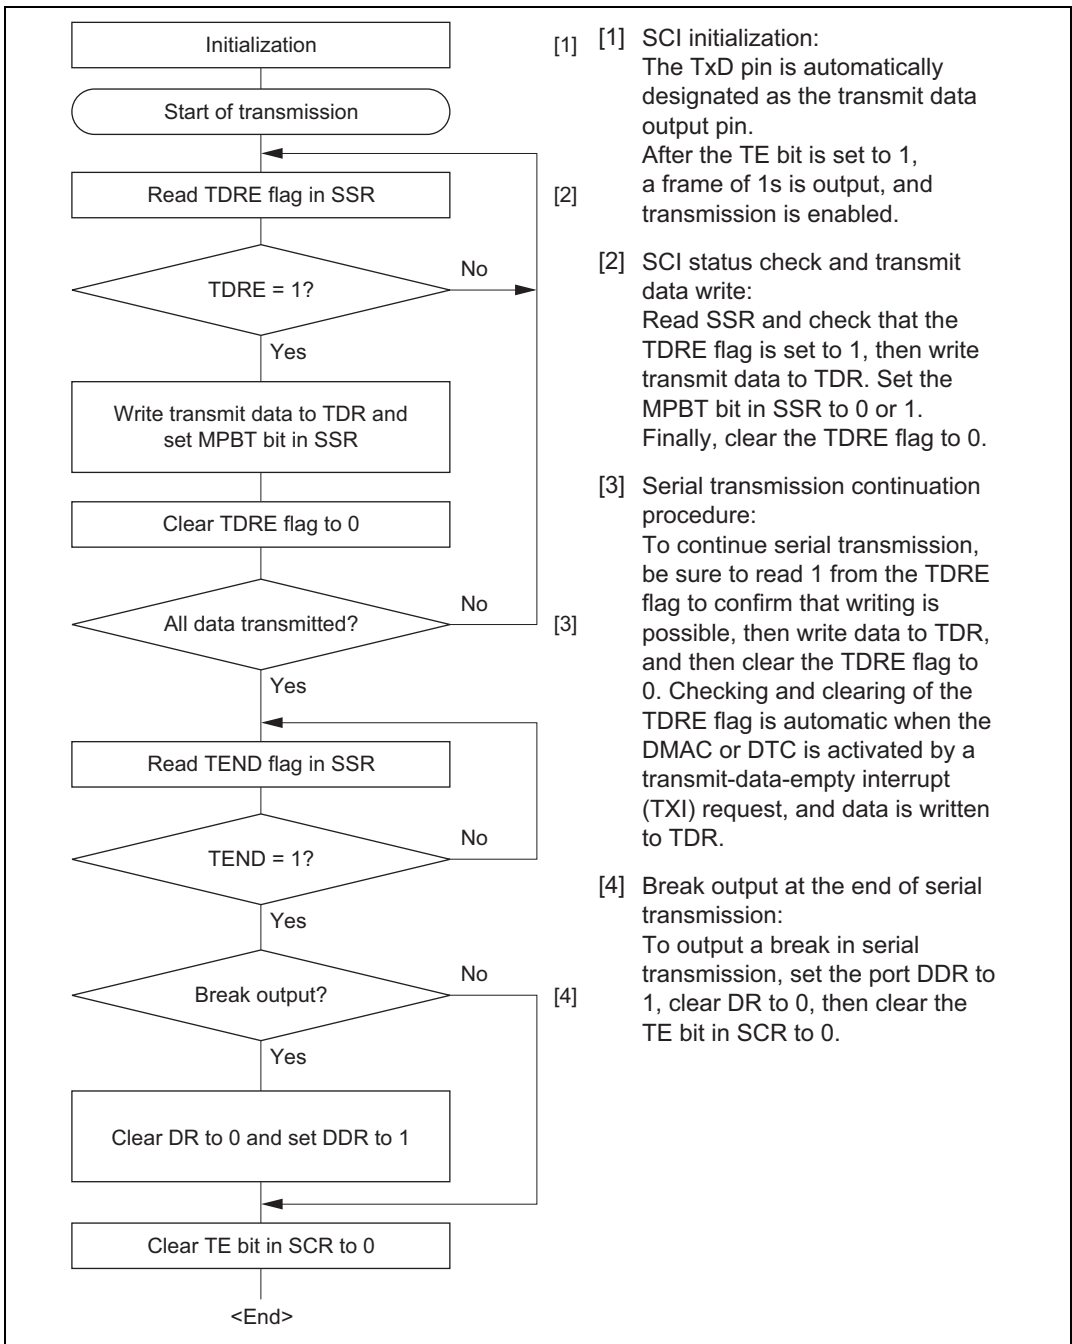 Initialization
[1]
Start of transmission
Read TDRE flag in SSR
[2]
TDRE = 1?
No
Yes
Write transmit data to TDR and
set MPBT bit in SSR
Clear TDRE flag to 0
All data transmitted?
No
[3]
Yes
Read TEND flag in SSR
TEND = 1?
No
Yes
Break output?
No
[4]
Yes
Clear DR to 0 and set DDR to 1
Clear TE bit in SCR to 0
<End>
[1] SCI initialization:
The TxD pin is automatically
designated as the transmit data
output pin.
After the TE bit is set to 1,
a frame of 1s is output, and
transmission is enabled.
[2] SCI status check and transmit
data write:
Read SSR and check that the
TDRE flag is set to 1, then write
transmit data to TDR. Set the
MPBT bit in SSR to 0 or 1.
Finally, clear the TDRE flag to 0.
[3] Serial transmission continuation
procedure:
To continue serial transmission,
be sure to read 1 from the TDRE
flag to confirm that writing is
possible, then write data to TDR,
and then clear the TDRE flag to
0. Checking and clearing of the
TDRE flag is automatic when the
DMAC or DTC is activated by a
transmit-data-empty interrupt
(TXI) request, and data is written
to TDR.
[4] Break output at the end of serial
transmission:
To output a break in serial
transmission, set the port DDR to
1, clear DR to 0, then clear the
TE bit in SCR to 0.